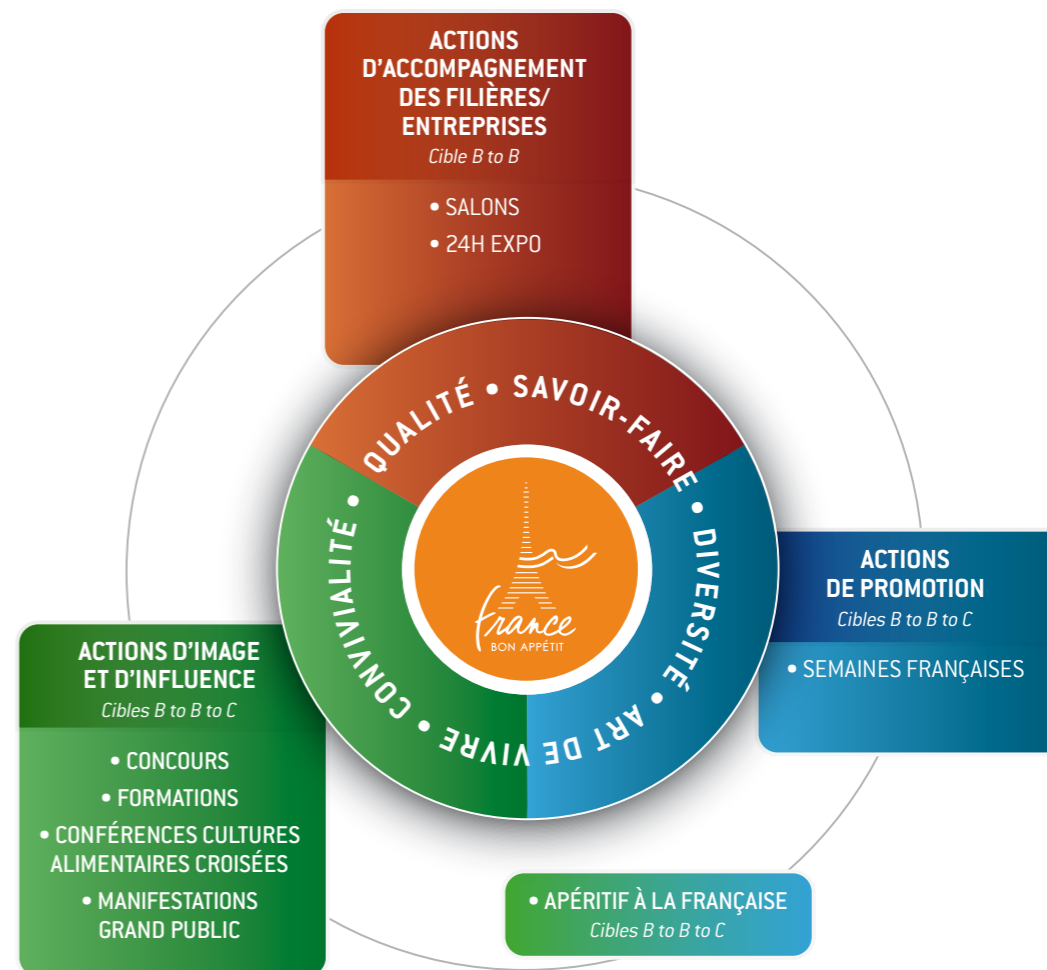 ACTIONS
D'ACCOMPAGNEMENT
DES FILIÈRES/
ENTREPRISES
Cible B to B
• SALONS
• 24H EXPO
QUALITÉ • SAVOIR-FAIRE • DIVERSITÉ • ART DE VIVRE • CONVIVIALITÉ •
france
BON APPÉTIT
ACTIONS
DE PROMOTION
Cibles B to B to C
• SEMAINES FRANÇAISES
ACTIONS D'IMAGE
ET D'INFLUENCE
Cibles B to B to C
• CONCOURS
• FORMATIONS
• CONFÉRENCES CULTURES
ALIMENTAIRES CROISÉES
• MANIFESTATIONS
GRAND PUBLIC
• APÉRITIF À LA FRANÇAISE
Cibles B to B to C